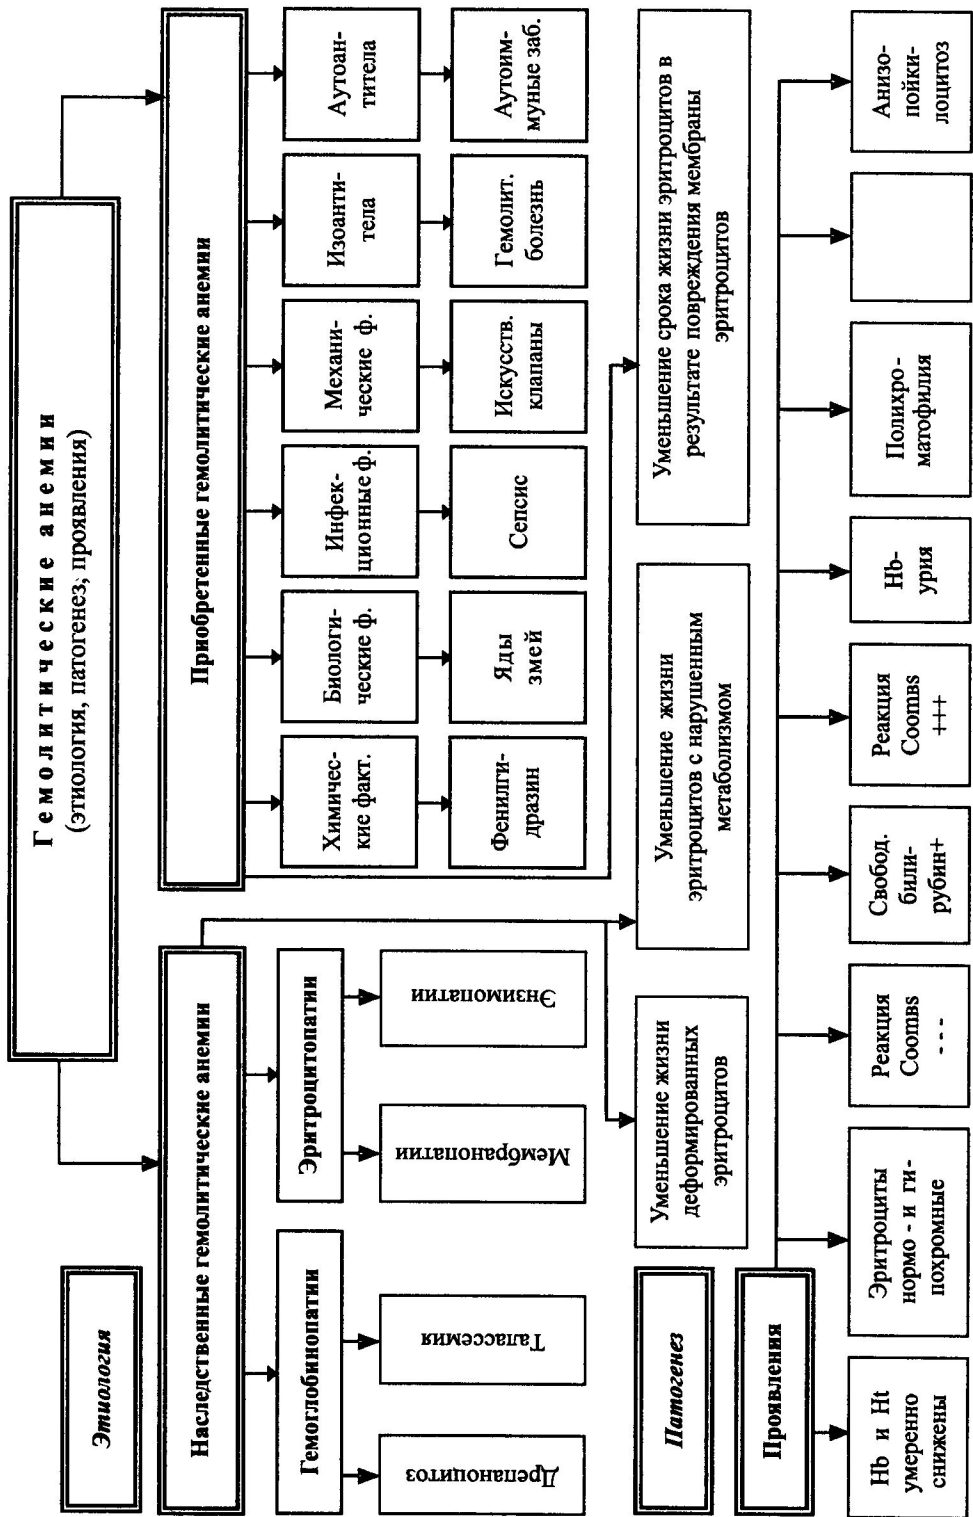 Гемолитические анемии
(этиология, патогенез, проявления)
Этиология
Наследственные гемолитические анемии
Приобретенные гемолитические анемии
Гемоглобинопатии
Эритроцитопатии
Дрепаноцитоз
Талассемия
Мембранопатии
Энзимопатии
Химичес-
кие факт.
Биологи-
ческие ф.
Инфек-
ционные ф.
Механи-
ческие ф.
Изоанти-
тела
Аутоан-
титела
Фенилги-
дразин
Яды
змей
Сепсис
Искусств.
клапаны
Гемолит.
болезнь
Аутоим-
муные заб.
Патогенез
Уменьшение жизни
деформированных
эритроцитов
Уменьшение жизни
эритроцитов с нарушенным
метаболизмом
Уменьшение срока жизни эритроцитов в
результате повреждения мембраны
эритроцитов
Проявления
Hb и Ht
умеренно
снижены
Эритроциты
нормо - и ги-
похромные
Реакция
Coombs
- - -
Свобод.
били-
рубин+
Реакция
Coombs
+++
Hb-
урия
Полихро-
матофилия
Анизо-
пойки-
лоцитоз